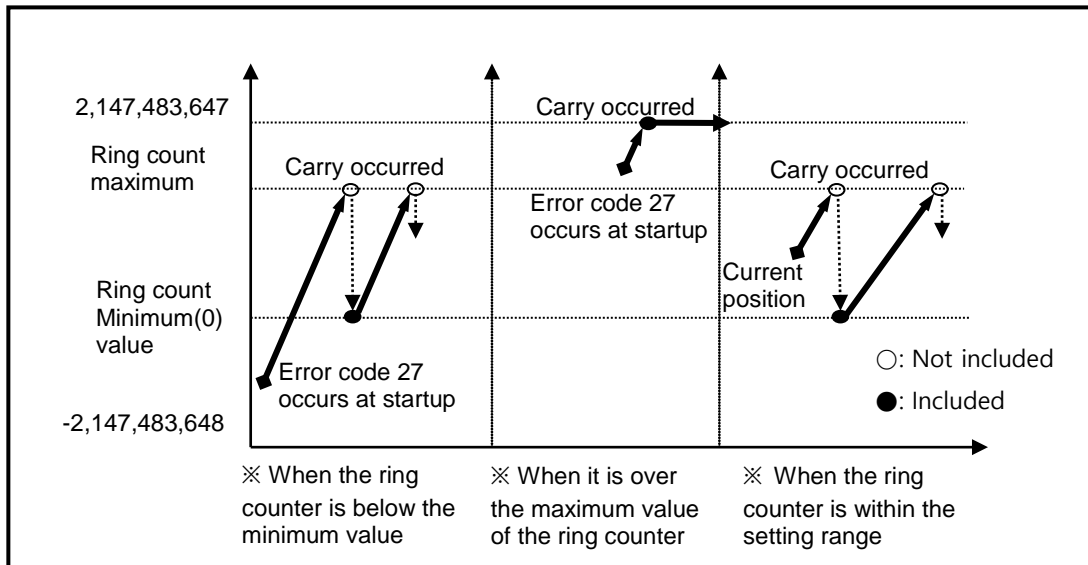 2,147,483,647
Ring count
maximum
Ring count
Minimum(0)
value
-2,147,483,648
Carry occurred
Error code 27
occurs at startup
Carry occurred
Error code 27
occurs at startup
Carry occurred
Current
position
○: Not included
●: Included
※ When the ring
counter is below the
minimum value
※ When it is over
the maximum value
of the ring counter
※ When the ring
counter is within the
setting range